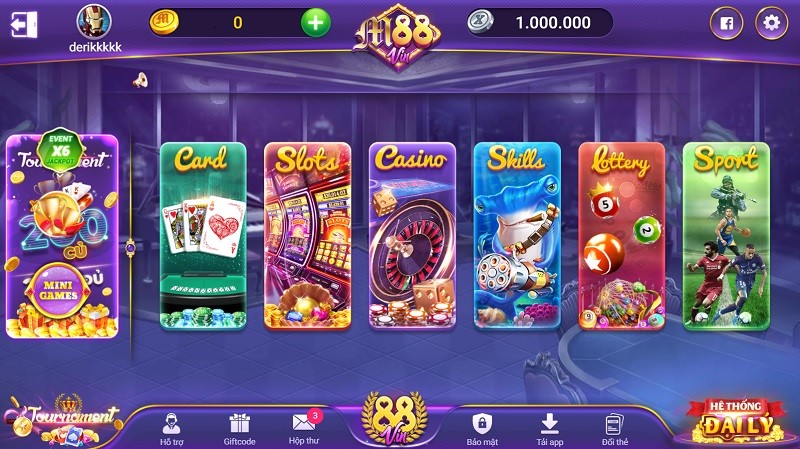 derikkkkk
0
M88
Vin
1.000.000
EVENT
X6
JACKPOT
Tournament
200
CỦ
MINI
GAMES
Card
Slots
Casino
Skills
Lottery
5
2
Sport
Tournament
Hỗ trợ
Giftcode
3
Hộp thư
88
Vin
Bảo mật
Tải app
Đổi thẻ
HỆ THỐNG
ĐẠI LÝ